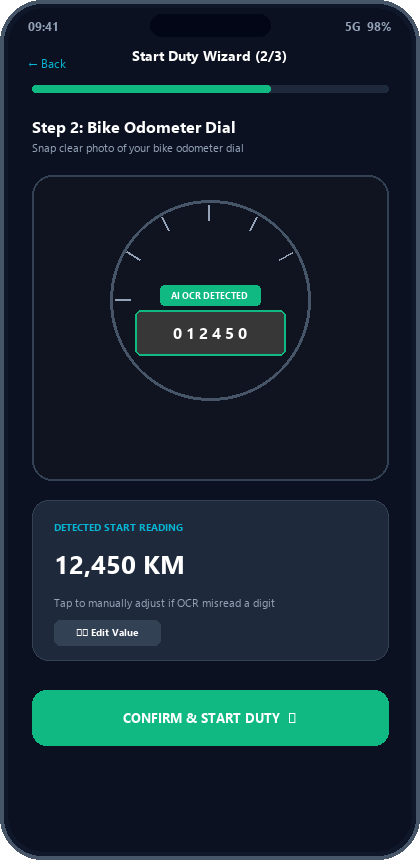 09:41
5G 98%
← Back
Start Duty Wizard (2/3)
Step 2: Bike Odometer Dial
Snap clear photo of your bike odometer dial
AI OCR DETECTED
0 1 2 4 5 0
DETECTED START READING
12,450 KM
Tap to manually adjust if OCR misread a digit
Edit Value
CONFIRM & START DUTY